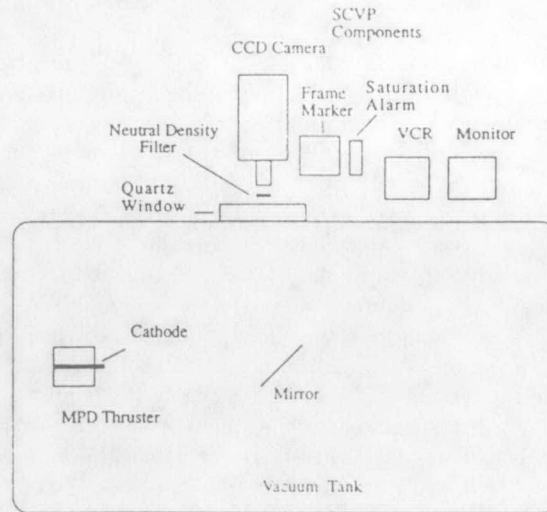 SCVP
Components
CCD Camera
Frame
Marker
Saturation
Alarm
Neutral Density
Filter
VCR
Monitor
Quartz
Window
Cathode
MPD Thruster
Mirror
Vacuum Tank